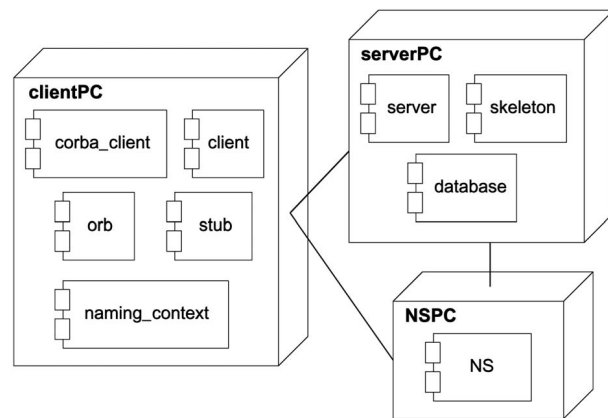 clientPC
corba_client
client
orb
stub
naming_context
serverPC
server
skeleton
database
NSPC
NS